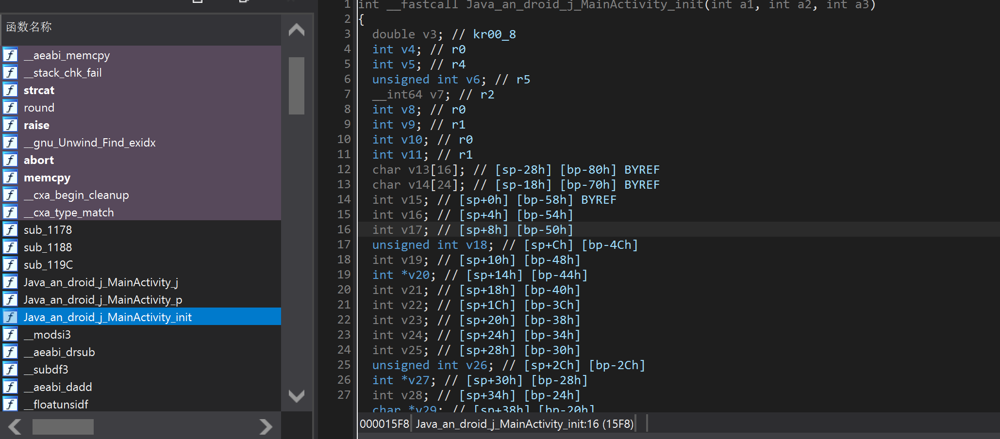 函数名称
__aeabi_memcpy
__stack_chk_fail
strcat
round
raise
__gnu_Unwind_Find_exidx
abort
memcpy
__cxa_begin_cleanup
__cxa_type_match
sub_1178
sub_1188
sub_119C
Java_an_droid_j_MainActivity_j
Java_an_droid_j_MainActivity_p
Java_an_droid_j_MainActivity_init
__modsi3
__aeabi_drsub
__subdf3
__aeabi_dadd
__floatunsidf
1 int __fastcall Java_an_droid_j_MainActivity_init(int a1, int a2, int a3)
2 {
3 double v3; // kr00_8
4 int v4; // r0
5 int v5; // r4
6 unsigned int v6; // r5
7 __int64 v7; // r2
8 int v8; // r0
9 int v9; // r1
10 int v10; // r0
11 int v11; // r1
12 char v13[16]; // [sp-28h] [bp-80h] BYREF
13 char v14[24]; // [sp-18h] [bp-70h] BYREF
14 int v15; // [sp+0h] [bp-58h] BYREF
15 int v16; // [sp+4h] [bp-54h]
16 int v17; // [sp+8h] [bp-50h]
17 unsigned int v18; // [sp+Ch] [bp-4Ch]
18 int v19; // [sp+10h] [bp-48h]
19 int *v20; // [sp+14h] [bp-44h]
20 int v21; // [sp+18h] [bp-40h]
21 int v22; // [sp+1Ch] [bp-3Ch]
22 int v23; // [sp+20h] [bp-38h]
23 int v24; // [sp+24h] [bp-34h]
24 int v25; // [sp+28h] [bp-30h]
25 unsigned int v26; // [sp+2Ch] [bp-2Ch]
26 int *v27; // [sp+30h] [bp-28h]
27 int v28; // [sp+34h] [bp-24h]
char *v29; // [sp+38h] [bp-20h]
000015F8 Java_an_droid_j_MainActivity_init:16 (15F8)